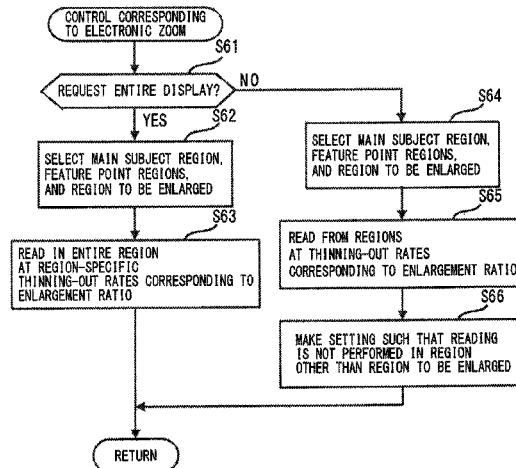 CONTROL CORRESPONDING
TO ELECTRONIC ZOOM
S61
REQUEST ENTIRE DISPLAY?
NO
YES
S62
SELECT MAIN SUBJECT REGION,
FEATURE POINT REGIONS,
AND REGION TO BE ENLARGED
S63
READ IN ENTIRE REGION
AT REGION-SPECIFIC
THINNING-OUT RATES CORRESPONDING TO
ENLARGEMENT RATIO
S64
SELECT MAIN SUBJECT REGION,
FEATURE POINT REGIONS,
AND REGION TO BE ENLARGED
S65
READ FROM REGIONS
AT THINNING-OUT RATES
CORRESPONDING TO ENLARGEMENT RATIO
S66
MAKE SETTING SUCH THAT READING
IS NOT PERFORMED IN REGION
OTHER THAN REGION TO BE ENLARGED
RETURN